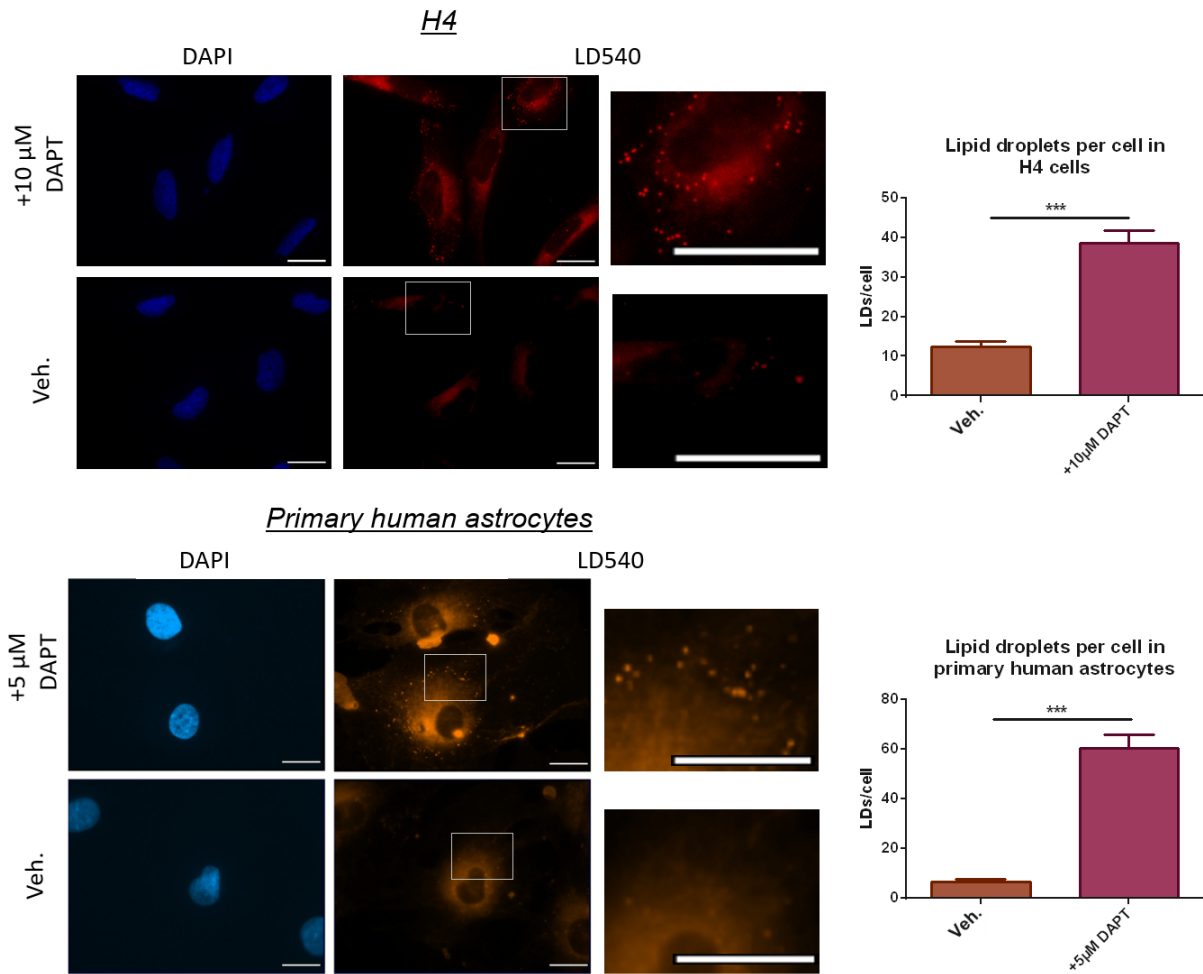 H4
DAPI
LD540
+10 µM
DAPT
Veh.
Lipid droplets per cell in
H4 cells
LDs/cell
50
40
30
20
10
0
***
Veh.
+10µM DAPT
Primary human astrocytes
DAPI
LD540
+5 µM
DAPT
Veh.
Lipid droplets per cell in
primary human astrocytes
LDs/cell
80
60
40
20
0
***
Veh.
+5µM DAPT